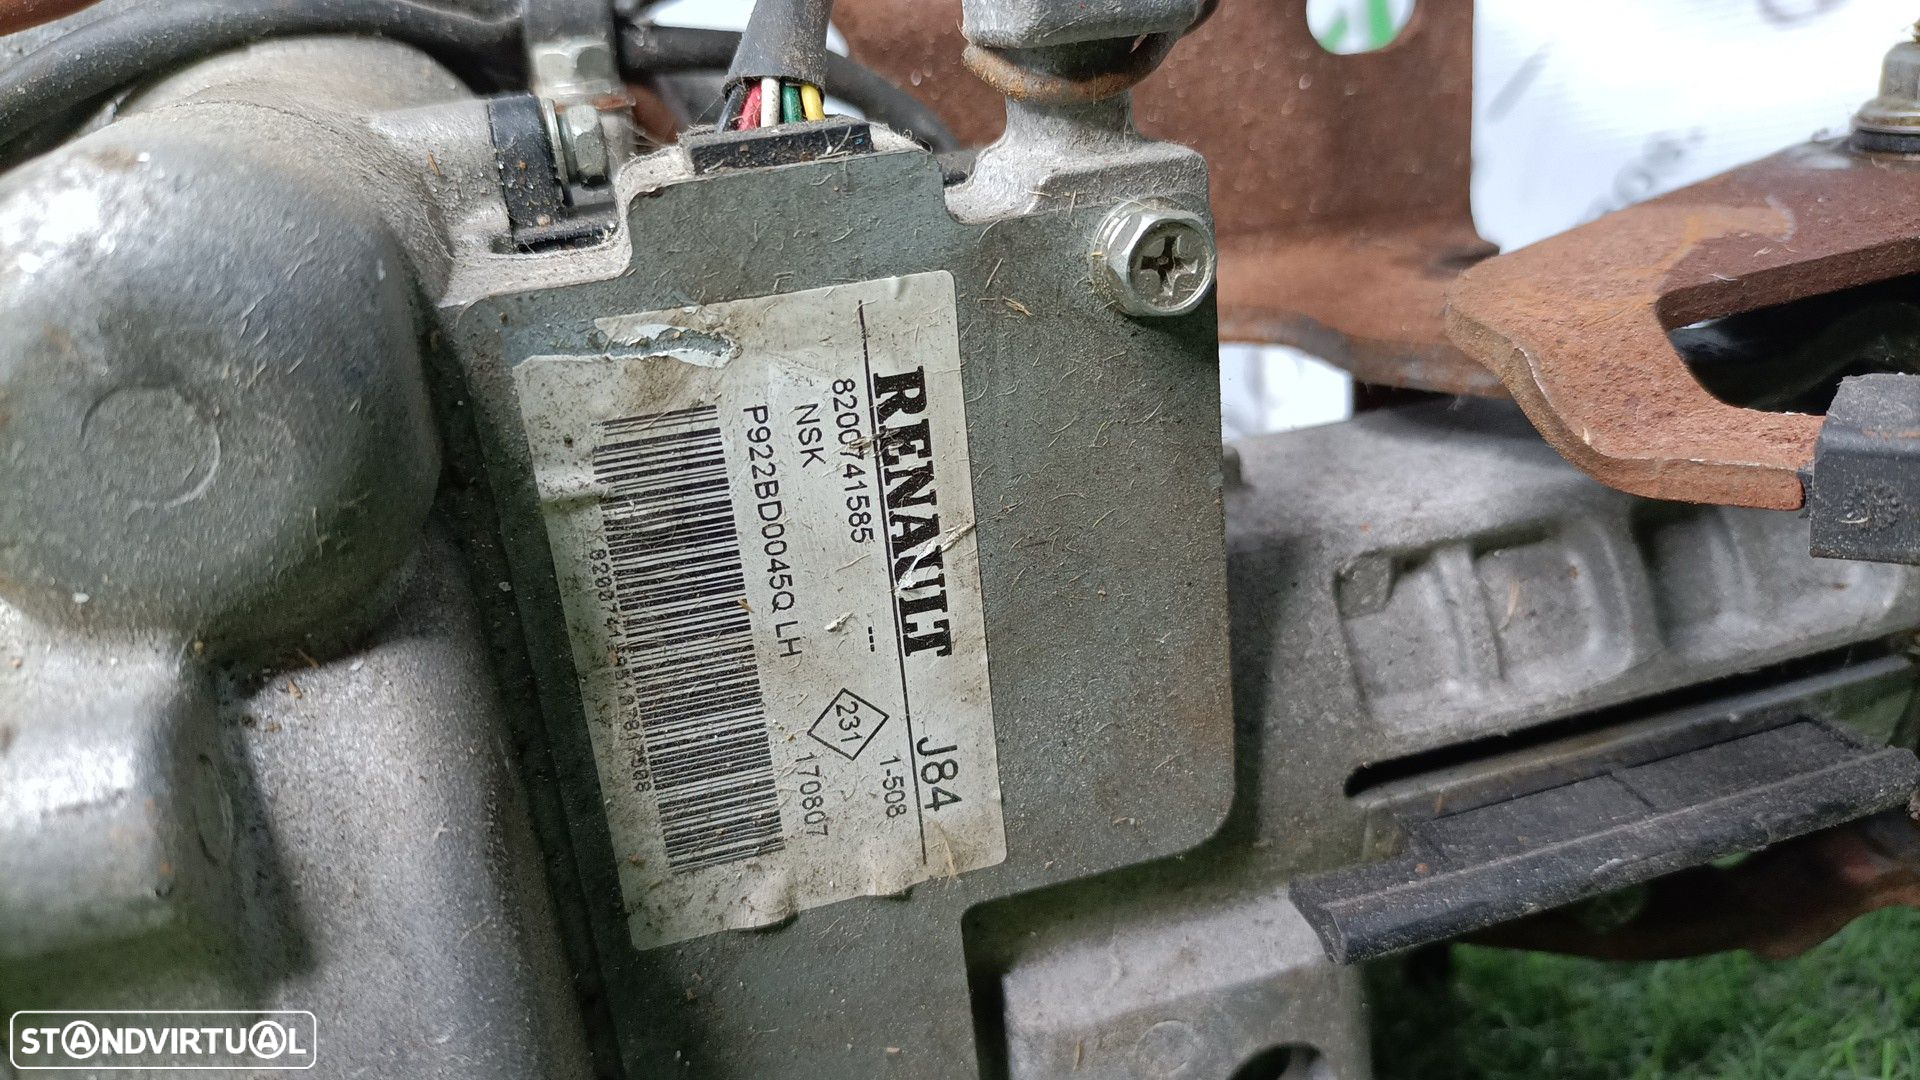 RENAULT J84
8200741585 --- 1-508
NSK 231
P922BD0045Q LH 170807
STANDVIRTUAL